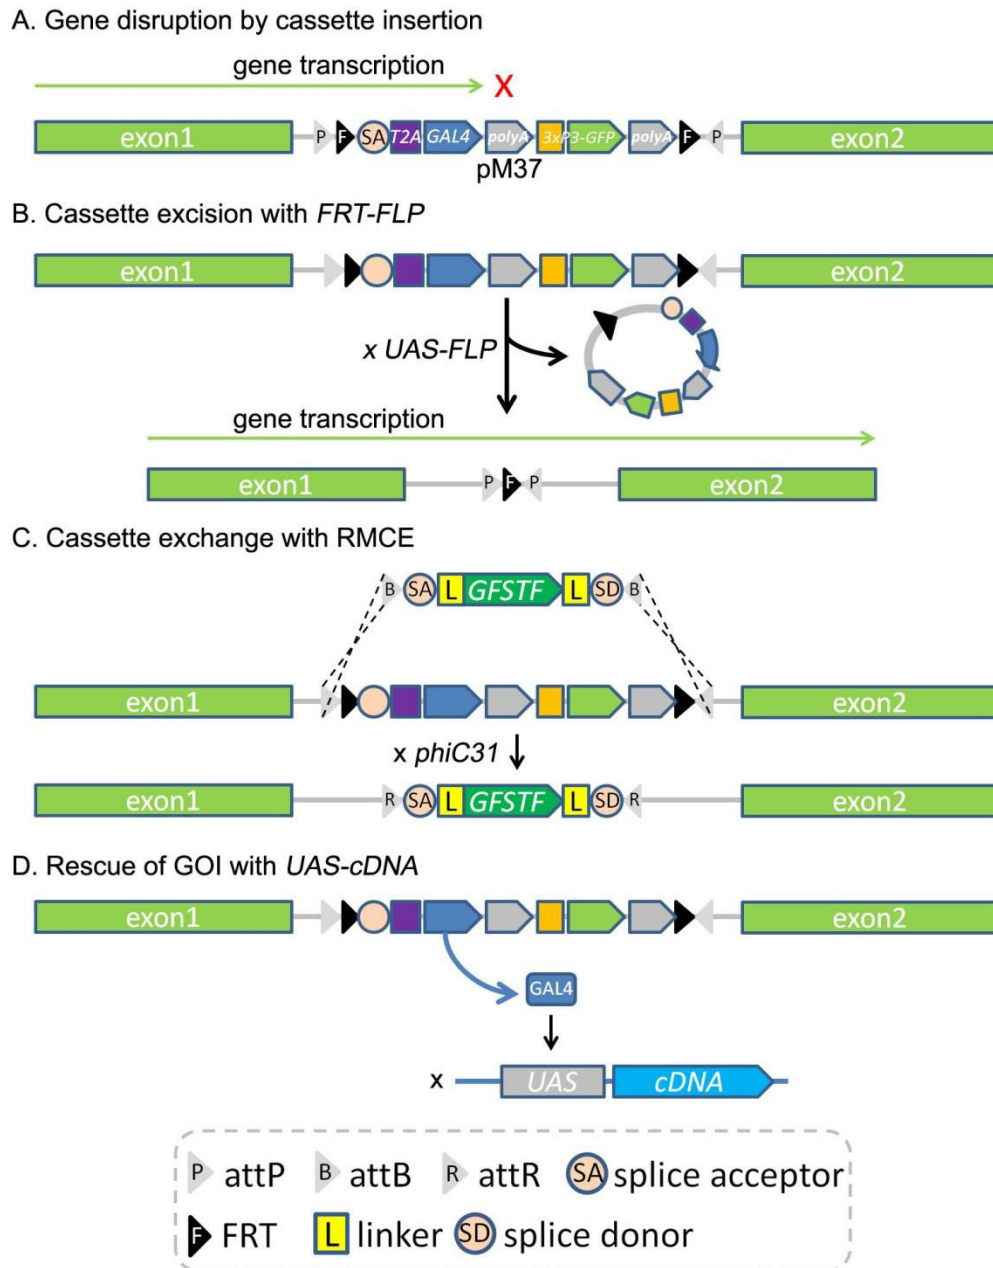 A. Gene disruption by cassette insertion
gene transcription X
exon1 P F SA T2A GAL4 polyA 3xP3-GFP polyA F P exon2
pM37
B. Cassette excision with FRT-FLP
exon1 exon2
x UAS-FLP
gene transcription
exon1 P F P exon2
C. Cassette exchange with RMCE
B SA L GFSTF L SD B
exon1 exon2
x phiC31
exon1 R SA L GFSTF L SD R exon2
D. Rescue of GOI with UAS-cDNA
exon1 exon2
GAL4
x UAS cDNA
P attP B attB R attR SA splice acceptor
F FRT L linker SD splice donor